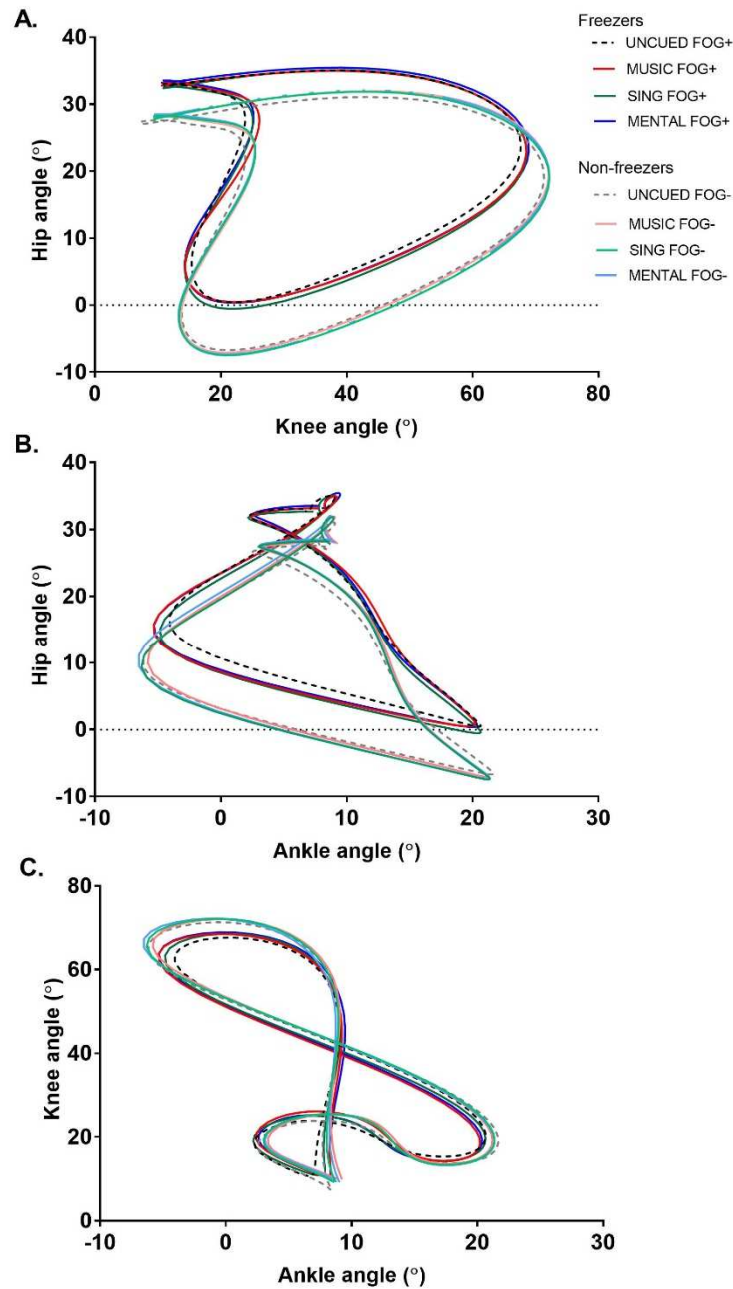 A.
Hip angle (°)
40
30
20
10
0
-10
0 20 40 60 80
Knee angle (°)
Freezers
UNCUED FOG+
MUSIC FOG+
SING FOG+
MENTAL FOG+
Non-freezers
UNCUED FOG-
MUSIC FOG-
SING FOG-
MENTAL FOG-
B.
Hip angle (°)
40
30
20
10
0
-10
-10 0 10 20 30
Ankle angle (°)
C.
Knee angle (°)
80
60
40
20
0
-10 0 10 20 30
Ankle angle (°)